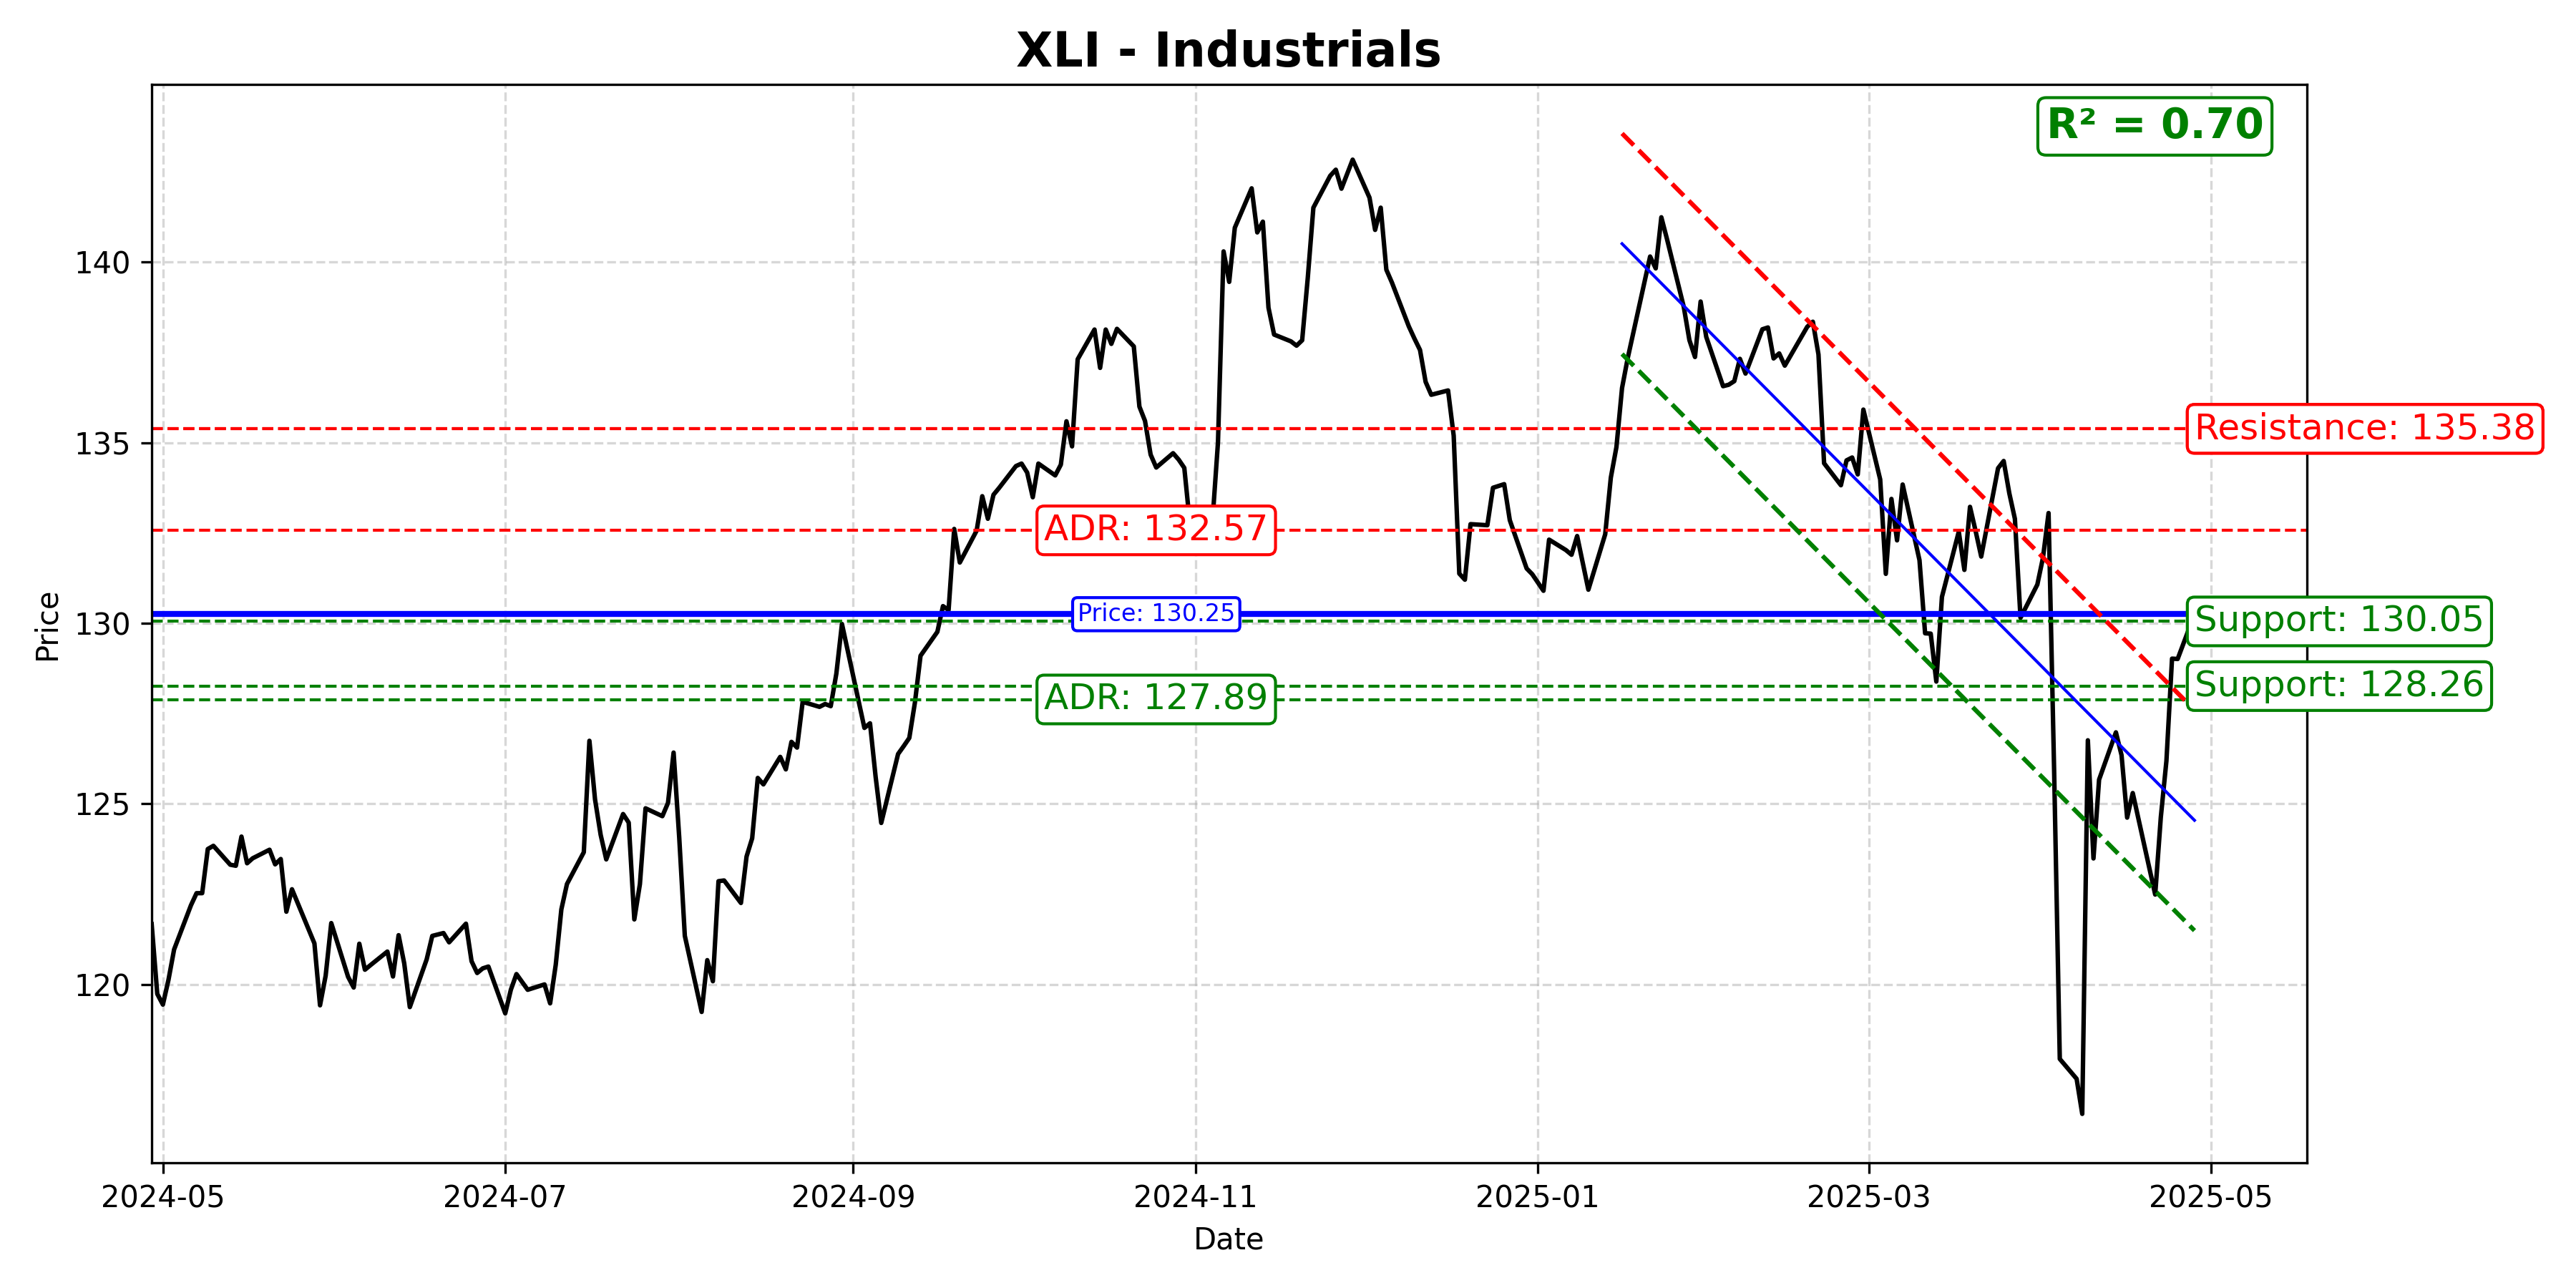 XLI - Industrials
R² = 0.70
140
135
130
125
120
Price
Resistance: 135.38
ADR: 132.57
Price: 130.25
Support: 130.05
Support: 128.26
ADR: 127.89
2024-05
2024-07
2024-09
2024-11
2025-01
2025-03
2025-05
Date